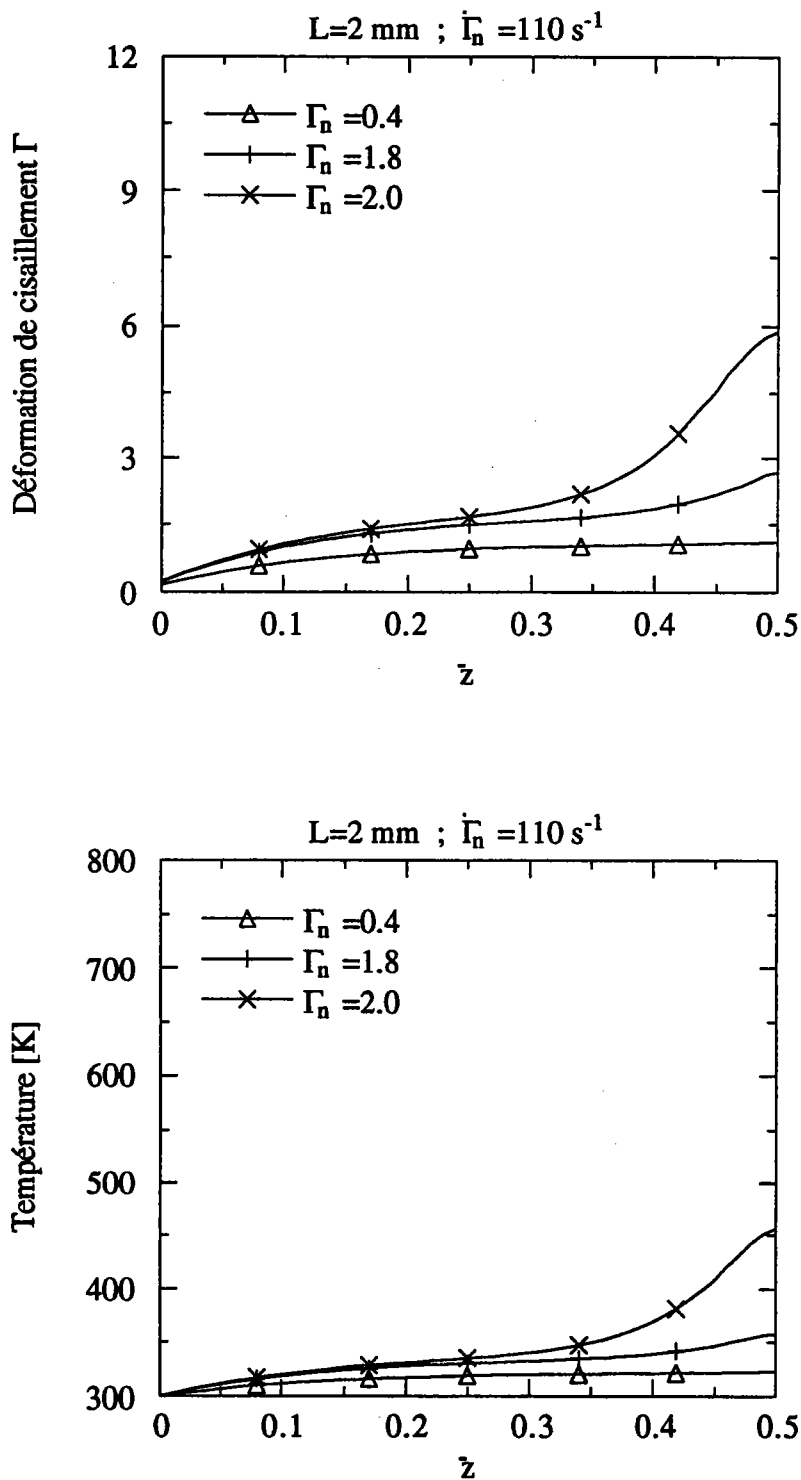 L=2 mm ; Γ̇n =110 s-1
12
9
6
3
0
Déformation de cisaillement Γ
Γn =0.4
Γn =1.8
Γn =2.0
0 0.1 0.2 0.3 0.4 0.5
z̄
L=2 mm ; Γ̇n =110 s-1
800
700
600
500
400
300
Température [K]
Γn =0.4
Γn =1.8
Γn =2.0
0 0.1 0.2 0.3 0.4 0.5
z̄